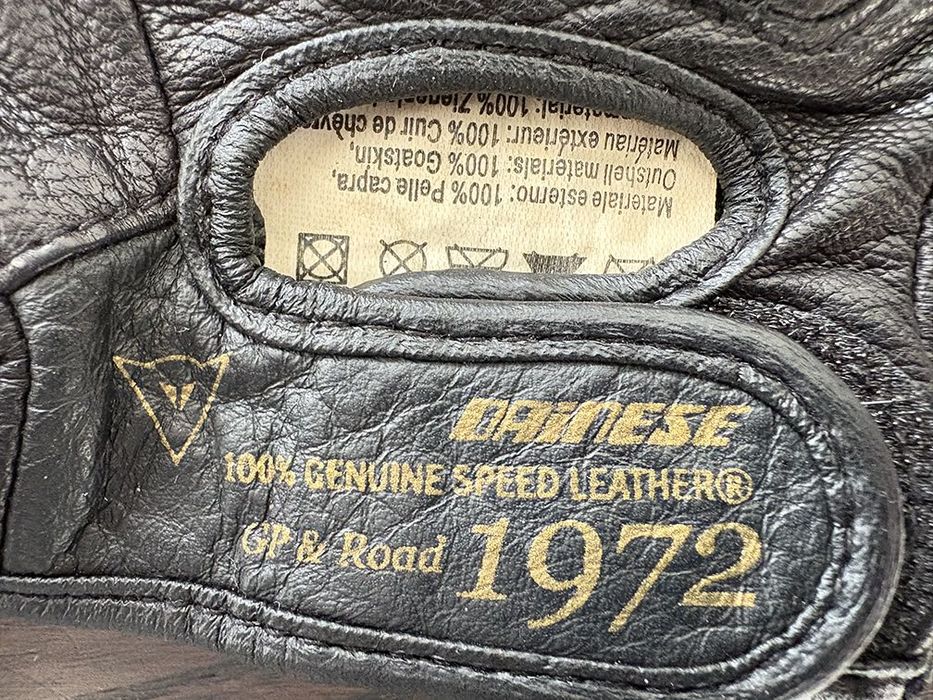 Materiale esterno: 100% Pelle capra,
Outshell materials: 100% Goatskin,
Matériau extérieur: 100% Cuir de chèvre
material: 100%
DAINESE
100% GENUINE SPEED LEATHER®
GP & Road 1972